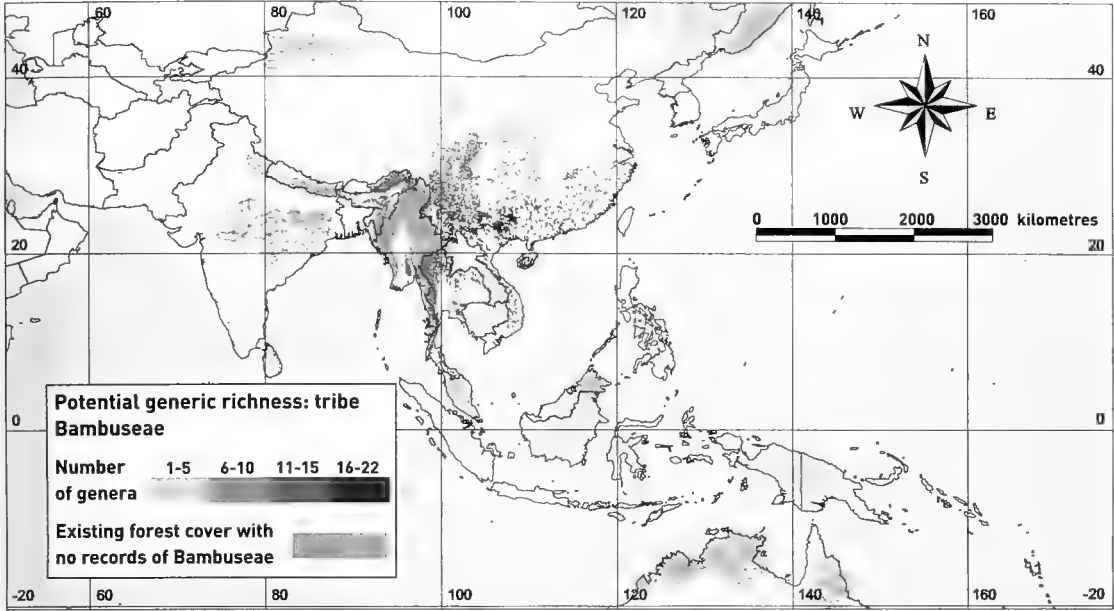 60 80 100 120 140 160
40 40
N
W E
S
0 1000 2000 3000 kilometres
20 20
0 0
Potential generic richness: tribe
Bambuseae
Number 1-5 6-10 11-15 16-22
of genera
Existing forest cover with
no records of Bambuseae
-20 60 80 100 120 140 160 -20